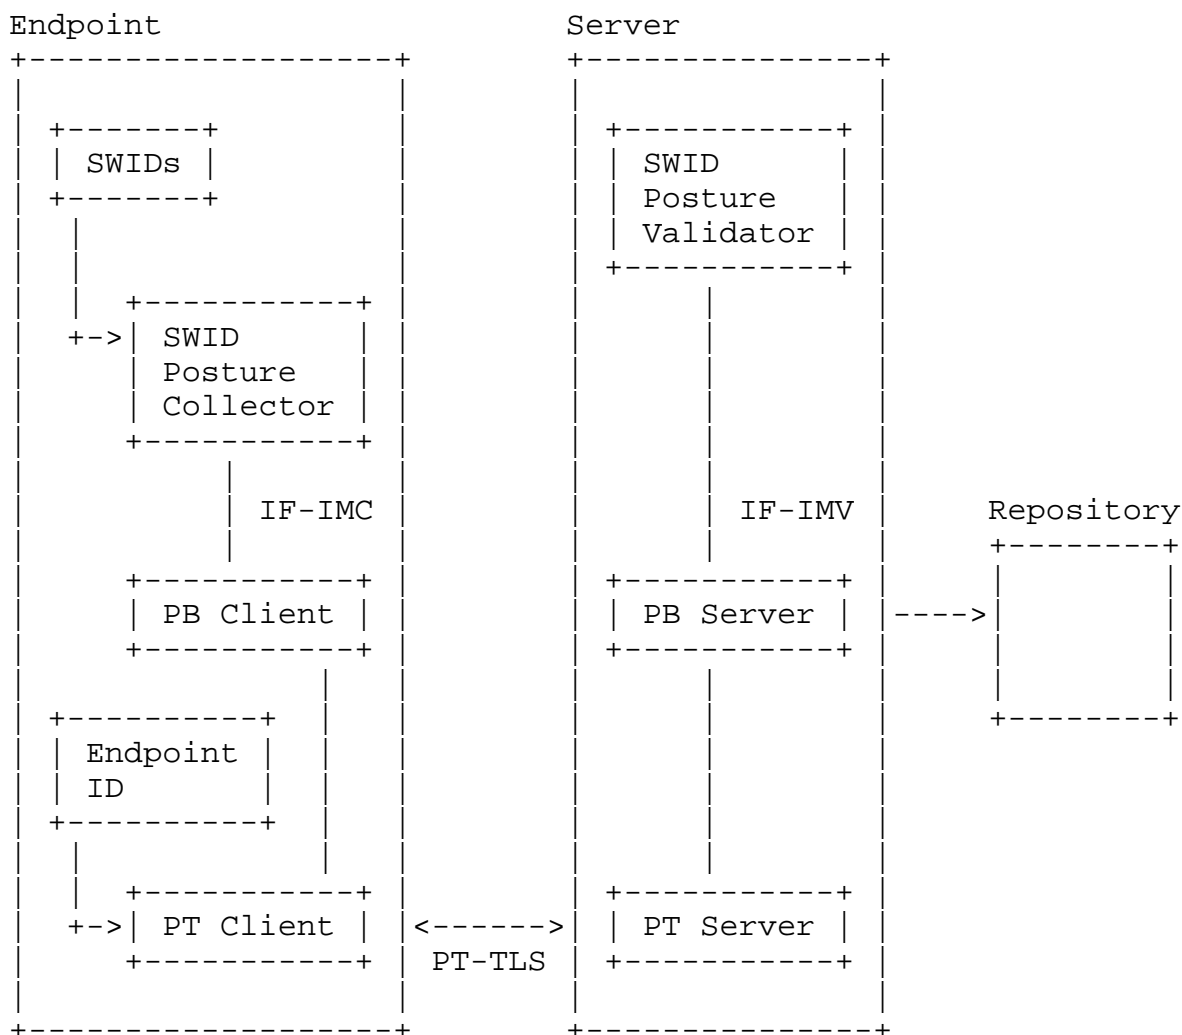 Endpoint
Server
SWIDs
SWID
Posture
Validator
SWID
Posture
Collector
IF-IMC
IF-IMV
Repository
PB Client
PB Server
Endpoint
ID
PT Client
PT Server
PT-TLS